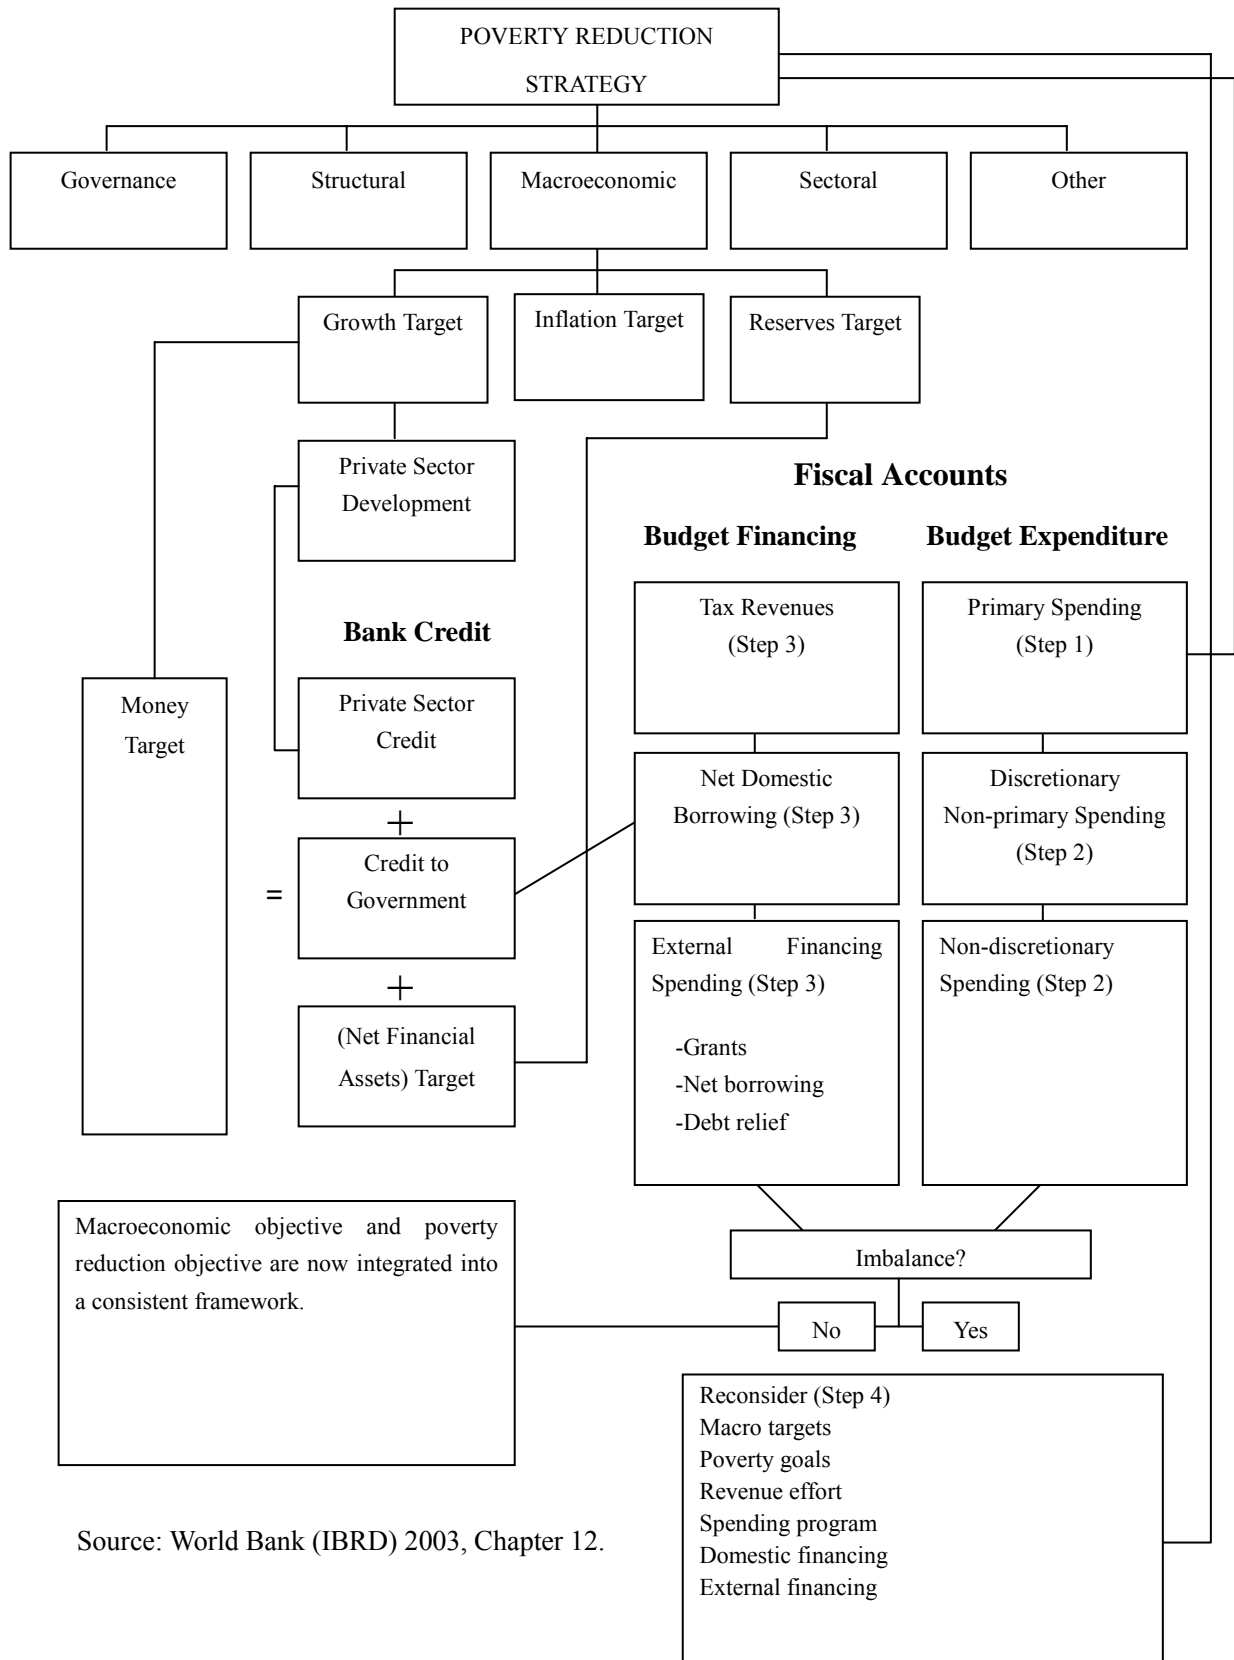 POVERTY REDUCTION
STRATEGY
Governance
Structural
Macroeconomic
Sectoral
Other
Growth Target
Inflation Target
Reserves Target
Private Sector
Development
Fiscal Accounts
Budget Financing
Budget Expenditure
Tax Revenues
(Step 3)
Primary Spending
(Step 1)
Bank Credit
Money
Target
Private Sector
Credit
+
Net Domestic
Borrowing (Step 3)
Discretionary
Non-primary Spending
(Step 2)
=
Credit to
Government
+
(Net Financial
Assets) Target
External Financing
Spending (Step 3)
-Grants
-Net borrowing
-Debt relief
Non-discretionary
Spending (Step 2)
Macroeconomic objective and poverty
reduction objective are now integrated into
a consistent framework.
Imbalance?
No
Yes
Reconsider (Step 4)
Macro targets
Poverty goals
Revenue effort
Spending program
Domestic financing
External financing
Source: World Bank (IBRD) 2003, Chapter 12.